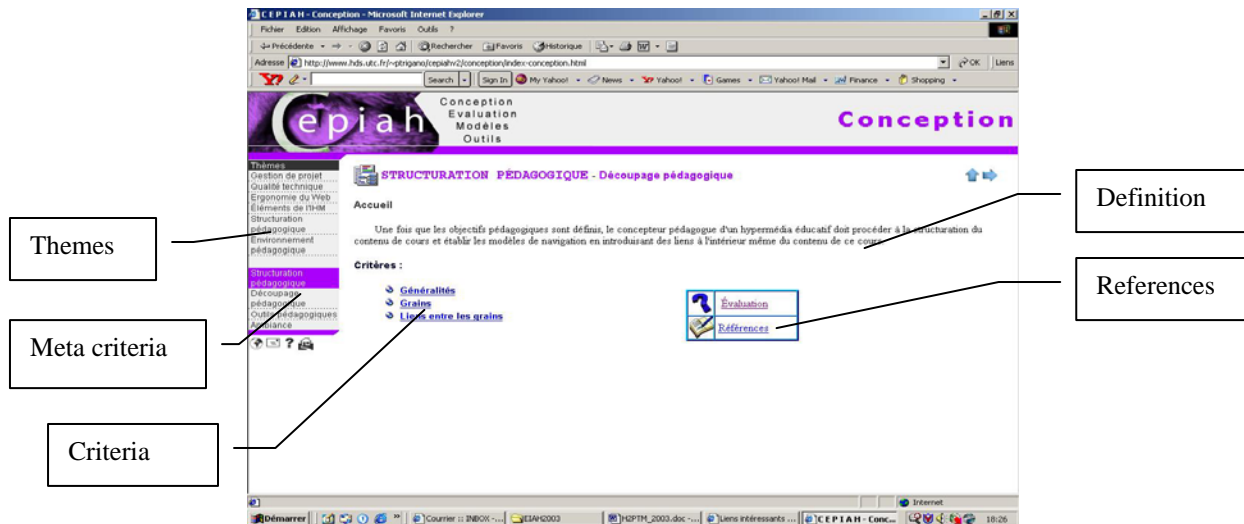 C E P I A H - Conception - Microsoft Internet Explorer
Fichier Edition Affichage Favoris Outils ?
Précédente Rechercher Favoris Historique
Adresse http://www.hds.utc.fr/~ptrigano/cepiahv2/conception/index-conception.html OK Liens
Search Sign In My Yahoo! News Yahoo! Games Yahoo! Mail Finance Shopping
Cepiah
Conception
Evaluation
Modèles
Outils
Conception
Thèmes
Gestion de projet
Qualité technique
Ergonomie du Web
Éléments de l'IHM
Structuration
pédagogique
Environnement
pédagogique
Structuration
pédagogique
Découpage
pédagogique
Outils pédagogiques
Ambiance
STRUCTURATION PÉDAGOGIQUE - Découpage pédagogique
Accueil
Une fois que les objectifs pédagogiques sont définis, le concepteur pédagogue d'un hypermédia éducatif doit procéder à la structuration du
contenu de cours et établir les modèles de navigation en introduisant des liens à l'intérieur même du contenu de ce cours.
Critères :
Généralités
Grains
Liens entre les grains
Évaluation
Références
Themes
Meta criteria
Criteria
Definition
References
Internet
Démarrer » Courrier :: INBOX -... EIAH2003 H2PTM_2003.doc -... Liens intéressants ... C E P I A H - Conc... 18:26